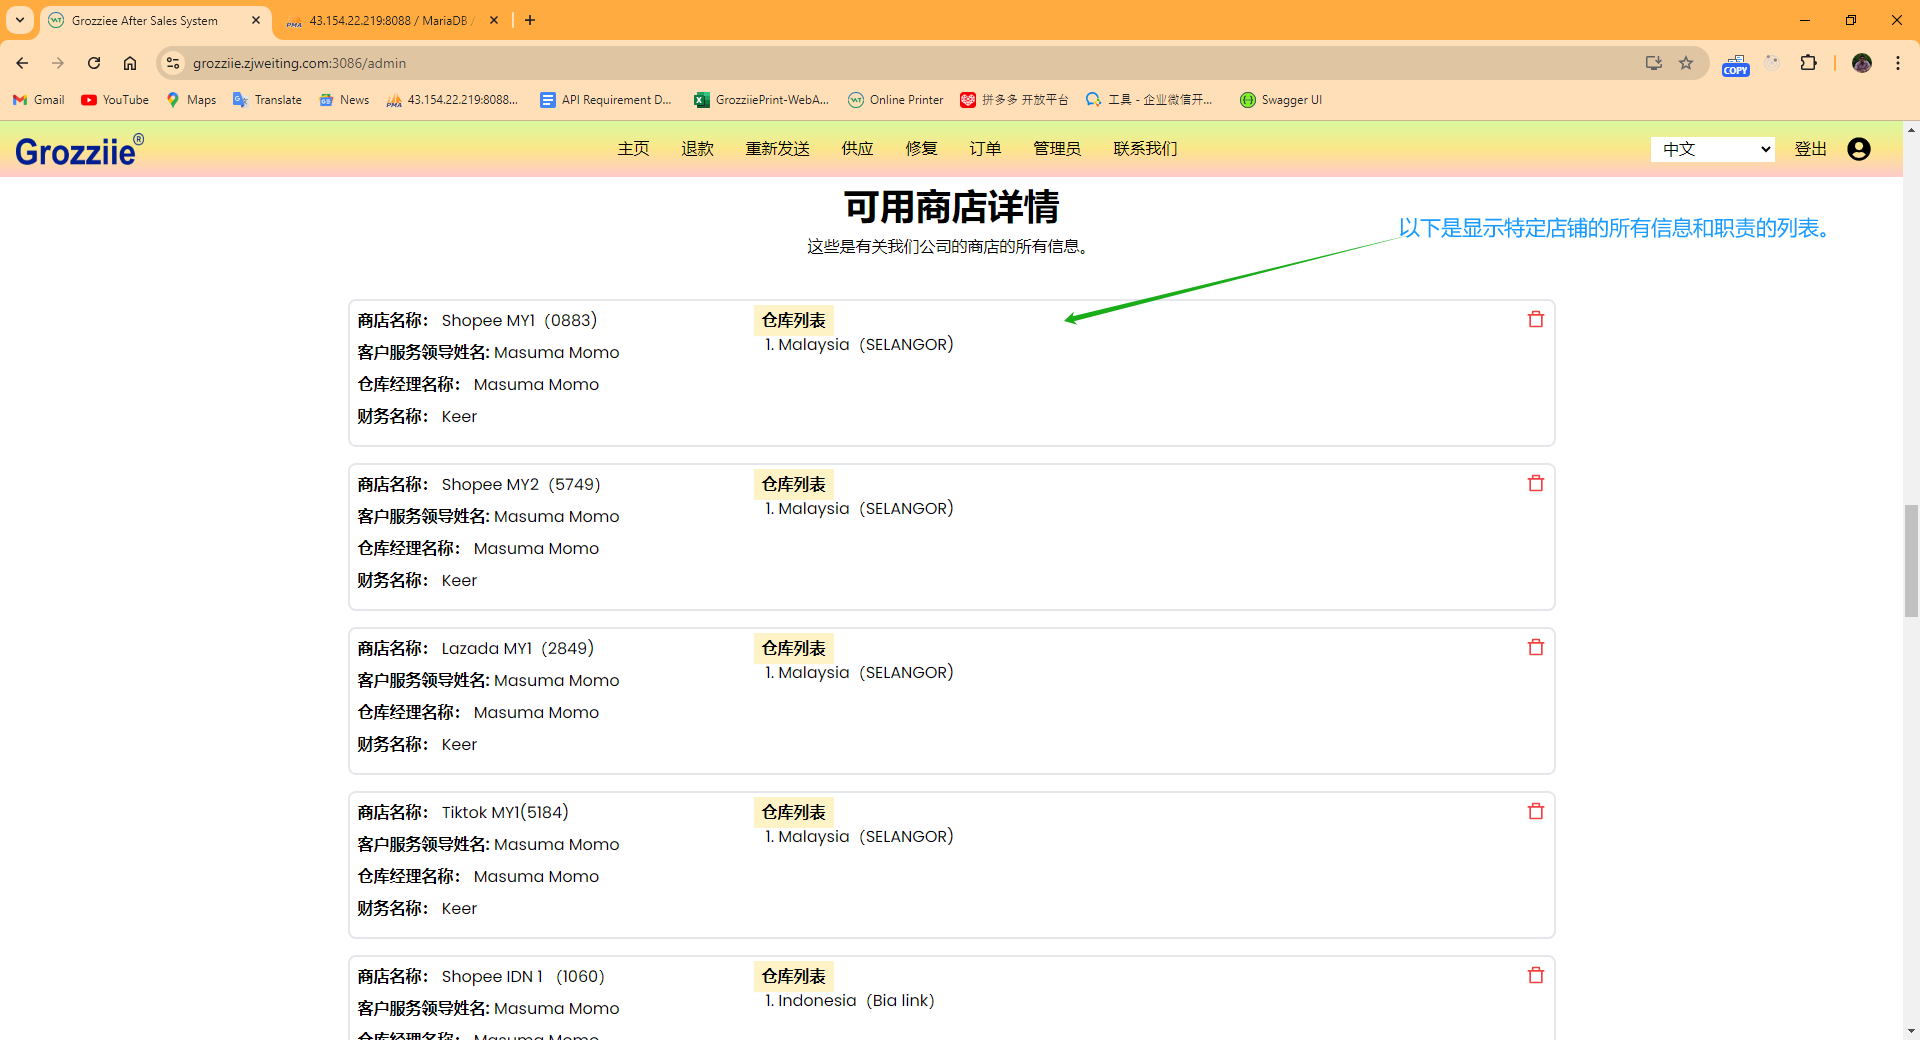 Grozziee After Sales System
43.154.22.219:8088 / MariaDB
grozziie.zjweiting.com:3086/admin
COPY
Gmail
YouTube
Maps
Translate
News
43.154.22.219:8088...
API Requirement D...
GrozziiePrint-WebA...
Online Printer
拼多多 开放平台
工具 - 企业微信开...
Swagger UI
Grozziie®
主页
退款
重新发送
供应
修复
订单
管理员
联系我们
中文
登出
可用商店详情
这些是有关我们公司的商店的所有信息。
以下是显示特定店铺的所有信息和职责的列表。
商店名称： Shopee MY1（0883）
客户服务领导姓名: Masuma Momo
仓库经理名称： Masuma Momo
财务名称： Keer
仓库列表
1. Malaysia（SELANGOR）
商店名称： Shopee MY2（5749）
客户服务领导姓名: Masuma Momo
仓库经理名称： Masuma Momo
财务名称： Keer
仓库列表
1. Malaysia（SELANGOR）
商店名称： Lazada MY1（2849）
客户服务领导姓名: Masuma Momo
仓库经理名称： Masuma Momo
财务名称： Keer
仓库列表
1. Malaysia（SELANGOR）
商店名称： Tiktok MY1(5184)
客户服务领导姓名: Masuma Momo
仓库经理名称： Masuma Momo
财务名称： Keer
仓库列表
1. Malaysia（SELANGOR）
商店名称： Shopee IDN 1 （1060）
客户服务领导姓名: Masuma Momo
仓库经理名称： Masuma Momo
仓库列表
1. Indonesia（Bia link）